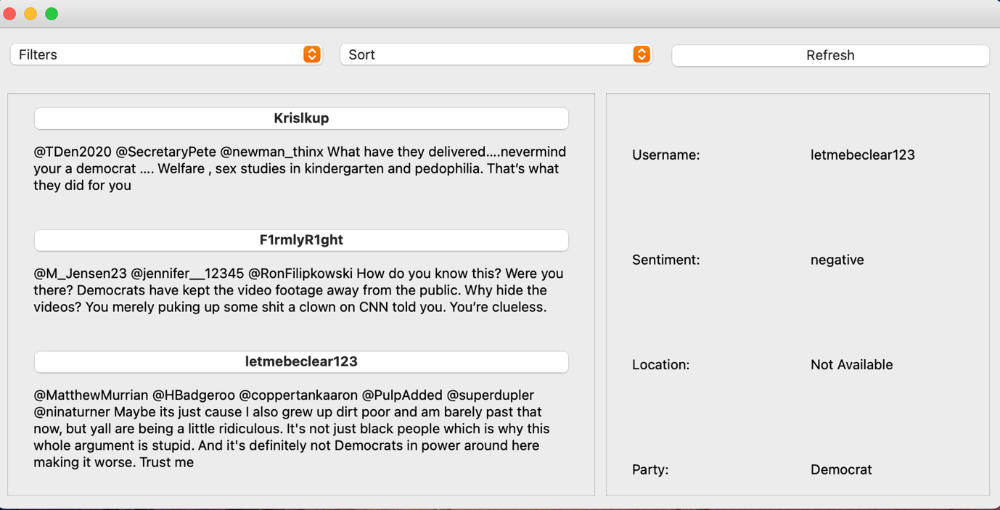 Filters
Sort
Refresh
Krislkup
@TDen2020 @SecretaryPete @newman_thinx What have they delivered....nevermind
your a democrat .... Welfare , sex studies in kindergarten and pedophilia. That’s what
they did for you
F1rmlyR1ght
@M_Jensen23 @jennifer__12345 @RonFilipkowski How do you know this? Were you
there? Democrats have kept the video footage away from the public. Why hide the
videos? You merely puking up some shit a clown on CNN told you. You’re clueless.
letmebeclear123
@MatthewMurrian @HBadgeroo @coppertankaaron @PulpAdded @superdupler
@ninaturner Maybe its just cause I also grew up dirt poor and am barely past that
now, but yall are being a little ridiculous. It's not just black people which is why this
whole argument is stupid. And it's definitely not Democrats in power around here
making it worse. Trust me
Username: letmebeclear123
Sentiment: negative
Location: Not Available
Party: Democrat